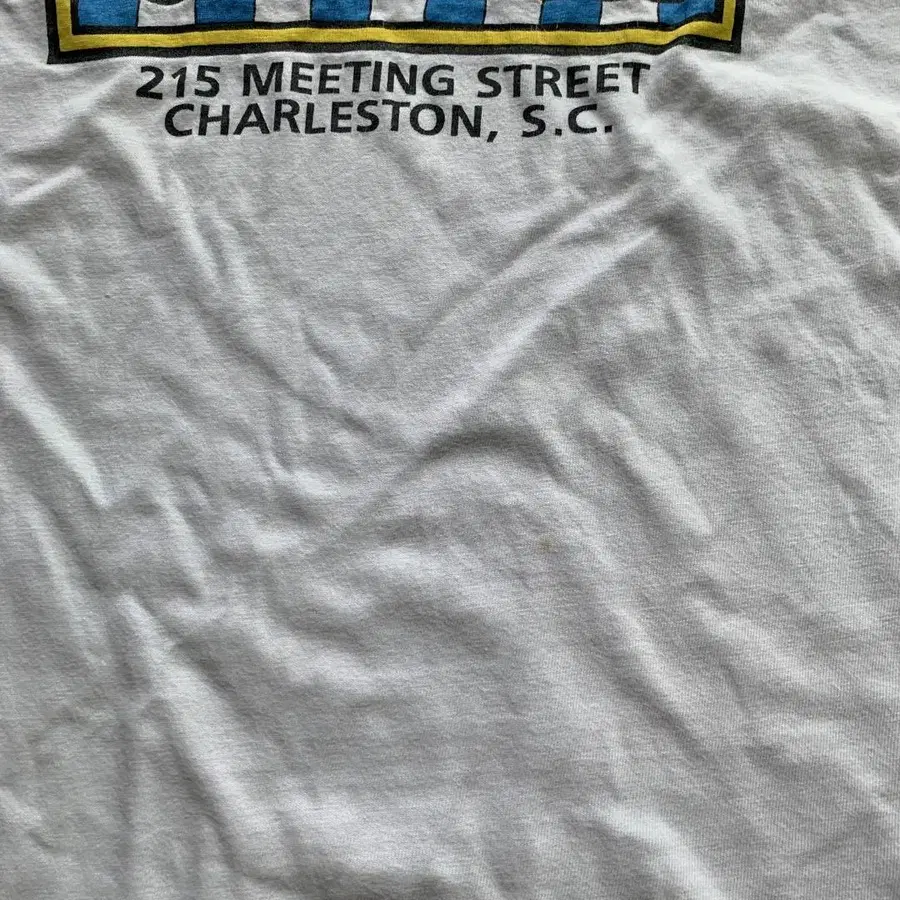 215 MEETING STREET
CHARLESTON, S.C.